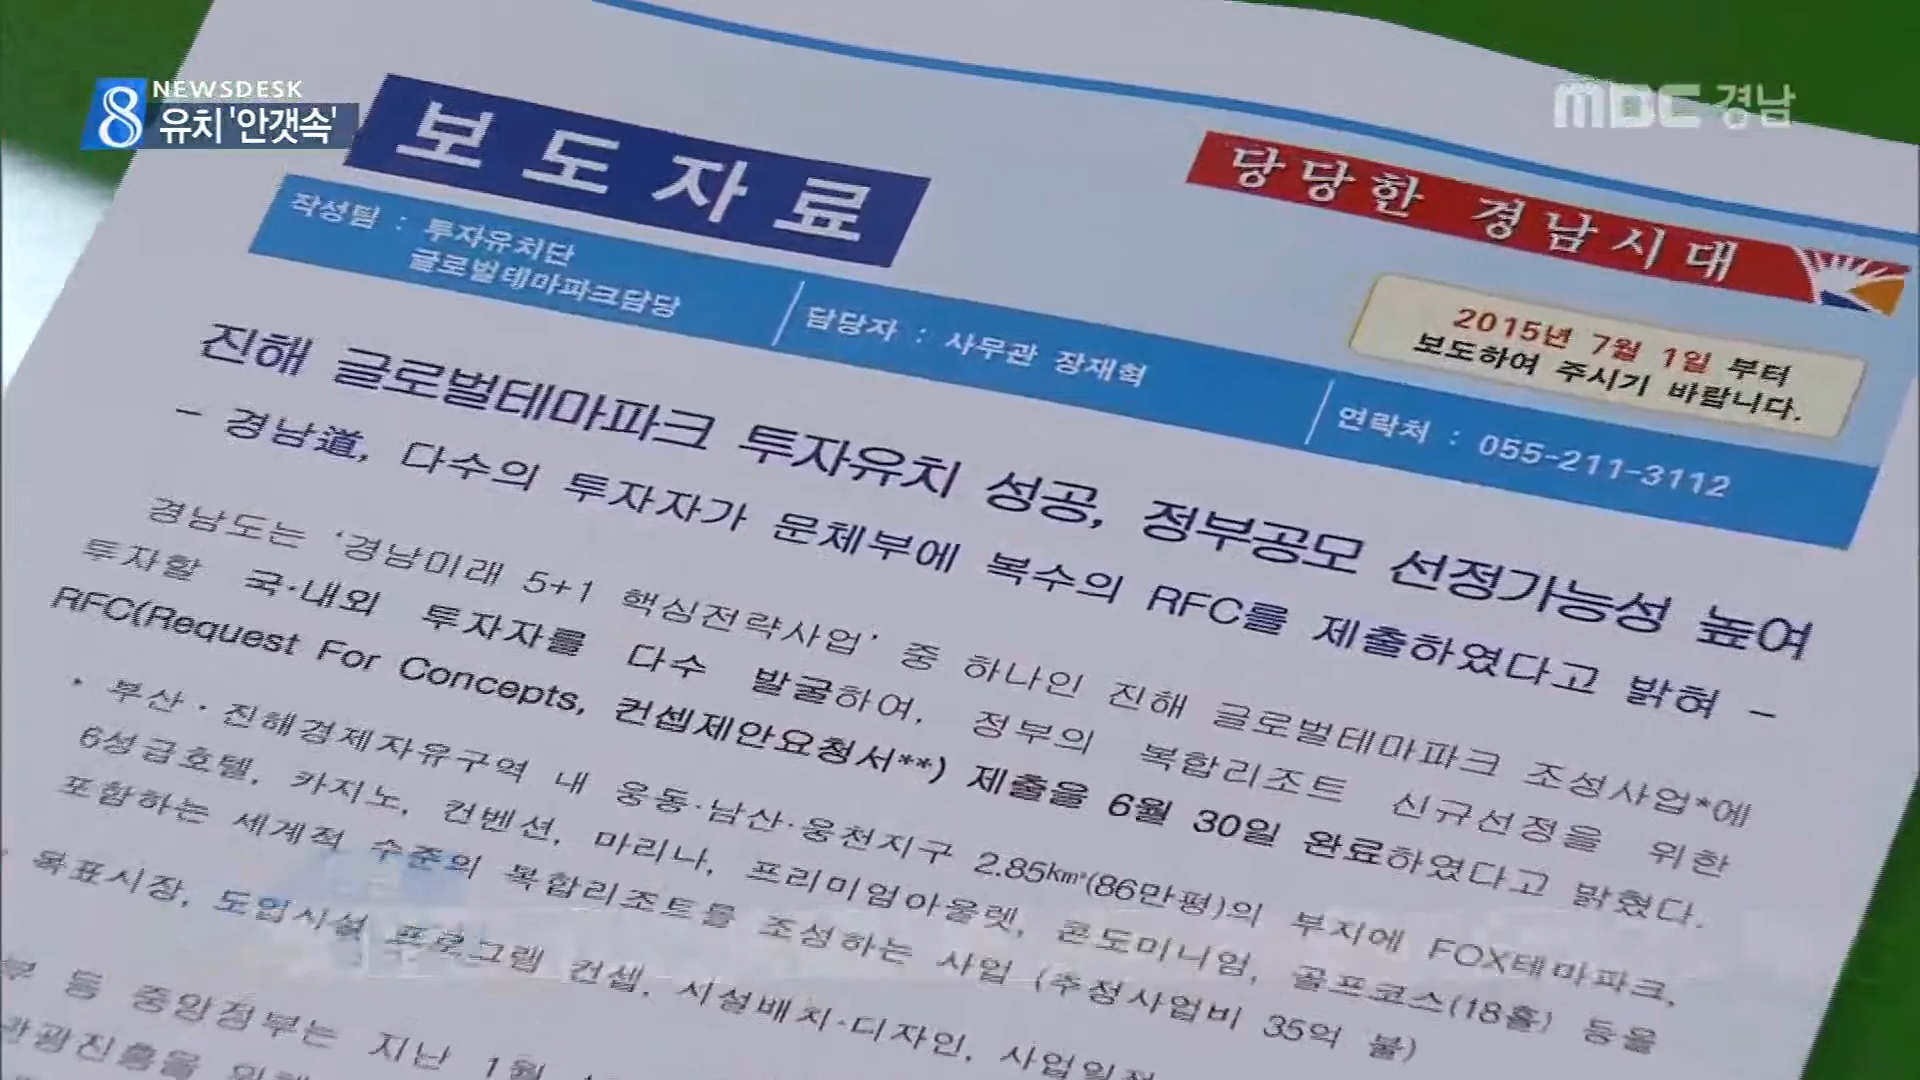 NEWSDESK
8 유치 '안갯속'
MBC 경남
보도자료
당당한 경남시대
2015년 7월 1일 부터
보도하여 주시기 바랍니다.
작성팀 : 투자유치단
글로벌테마파크담당
담당자 : 사무관 장재혁
연락처 : 055-211-3112
진해 글로벌테마파크 투자유치 성공, 정부공모 선정가능성 높여
- 경남道, 다수의 투자자가 문체부에 복수의 RFC를 제출하였다고 밝혀 -
경남도는 '경남미래 5+1 핵심전략사업' 중 하나인 진해 글로벌테마파크 조성사업*에
투자할 국·내외 투자자를 다수 발굴하여, 정부의 복합리조트 신규선정을 위한
RFC(Request For Concepts, 컨셉제안요청서**) 제출을 6월 30일 완료하였다고 밝혔다.
* 부산·진해경제자유구역 내 웅동·남산·웅천지구 2.85㎢(86만평)의 부지에 FOX테마파크,
6성급호텔, 카지노, 컨벤션, 마리나, 프리미엄아울렛, 콘도미니엄, 골프코스(18홀) 등을
포함하는 세계적 수준의 복합리조트를 조성하는 사업 (추정사업비 35억 불)
목표시장, 도입시설 프로그램 컨셉, 시설배치·디자인, 사업일정
부 등 중앙정부는 지난 1월
관광진흥을 위해